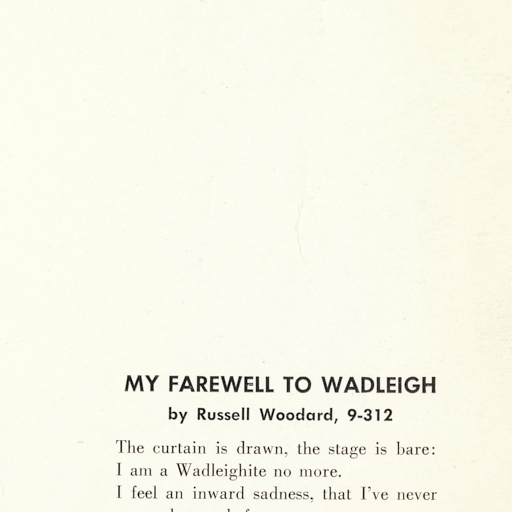 MY FAREWELL TO WADLEIGH
by Russell Woodard, 9-312
The curtain is drawn, the stage is bare:
I am a Wadleighite no more.
I feel an inward sadness, that I've never